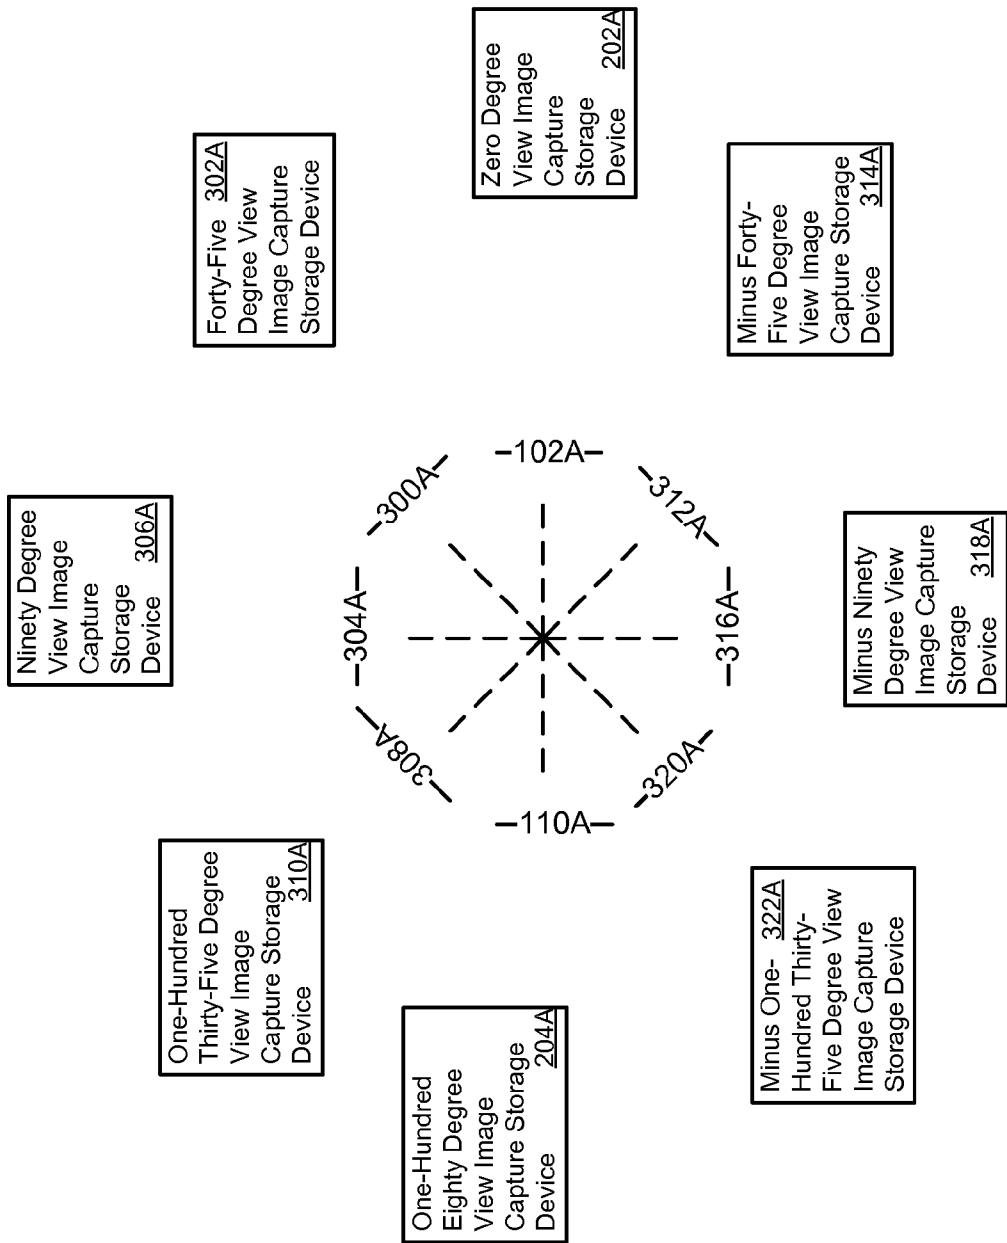 Ninety Degree
View Image
Capture
Storage
Device 306A
Forty-Five 302A
Degree View
Image Capture
Storage Device
Zero Degree
View Image
Capture
Storage
Device 202A
Minus Forty-
Five Degree
View Image
Capture Storage
Device 314A
Minus Ninety
Degree View
Image Capture
Storage
Device 318A
Minus One- 322A
Hundred Thirty-
Five Degree View
Image Capture
Storage Device
One-Hundred
Eighty Degree
View Image
Capture Storage
Device 204A
One-Hundred
Thirty-Five Degree
View Image
Capture Storage
Device 310A
304A
300A
102A
312A
316A
320A
110A
308A